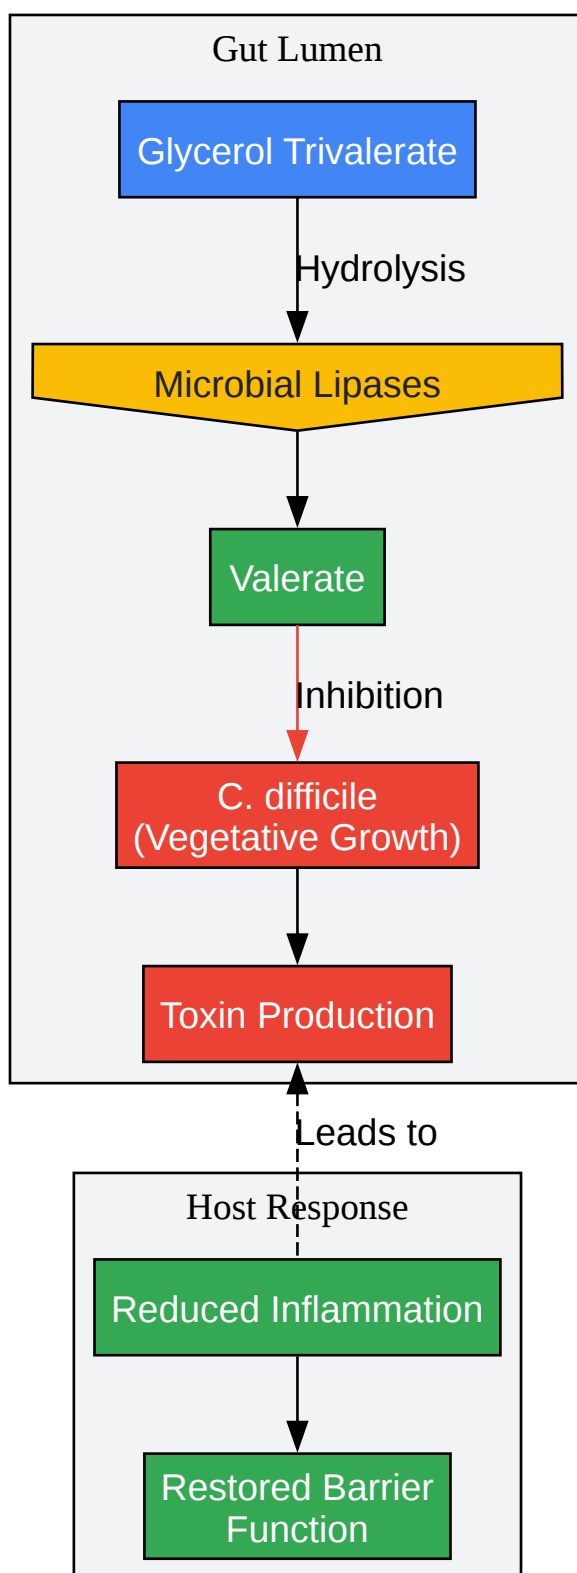 Gut Lumen
Glycerol Trivalerate
Hydrolysis
Microbial Lipases
Valerate
Inhibition
C. difficile
(Vegetative Growth)
Toxin Production
Leads to
Host Response
Reduced Inflammation
Restored Barrier
Function